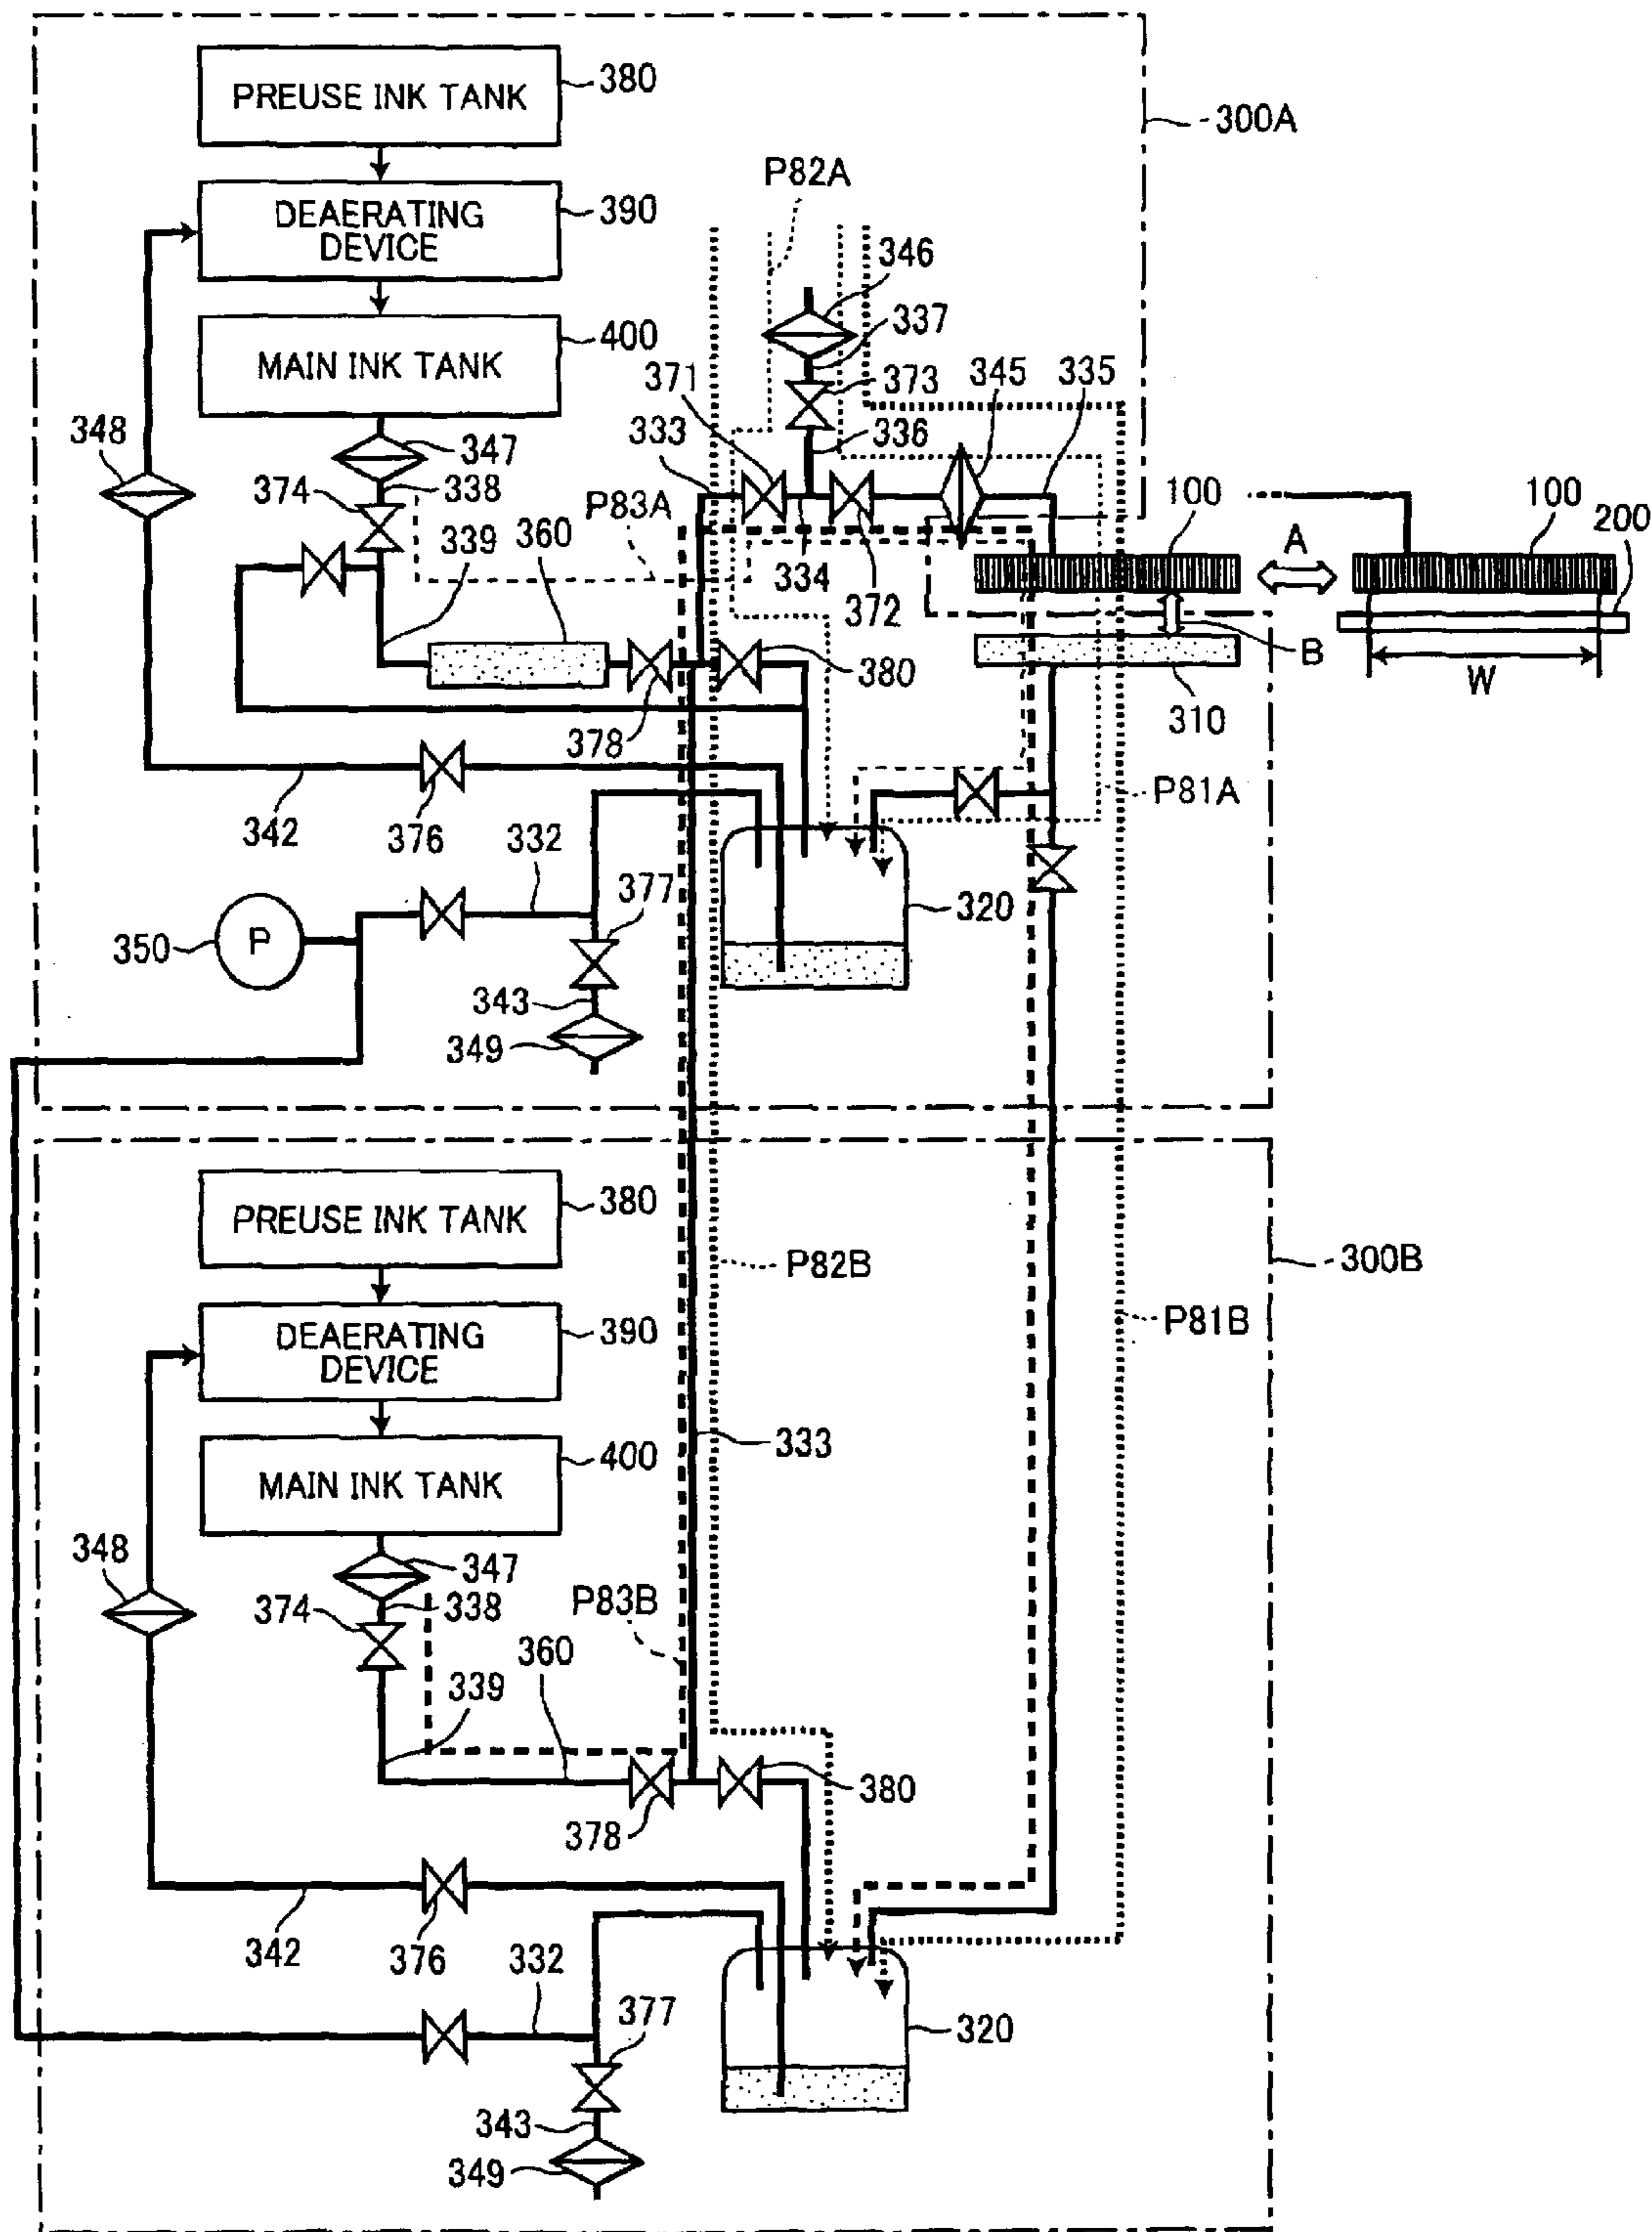 PREUSE INK TANK
380
300A
P82A
DEAERATING
DEVICE
390
346
337
MAIN INK TANK
400
371
373
345
335
348
347
333
336
374
338
P83A
100
100
200
339
360
334
A
372
B
380
W
378
310
342
376
332
P81A
377
320
350
P
343
349
PREUSE INK TANK
380
P82B
300B
DEAERATING
DEVICE
390
P81B
MAIN INK TANK
400
333
348
347
374
338
P83B
360
339
380
378
342
376
332
377
320
343
349